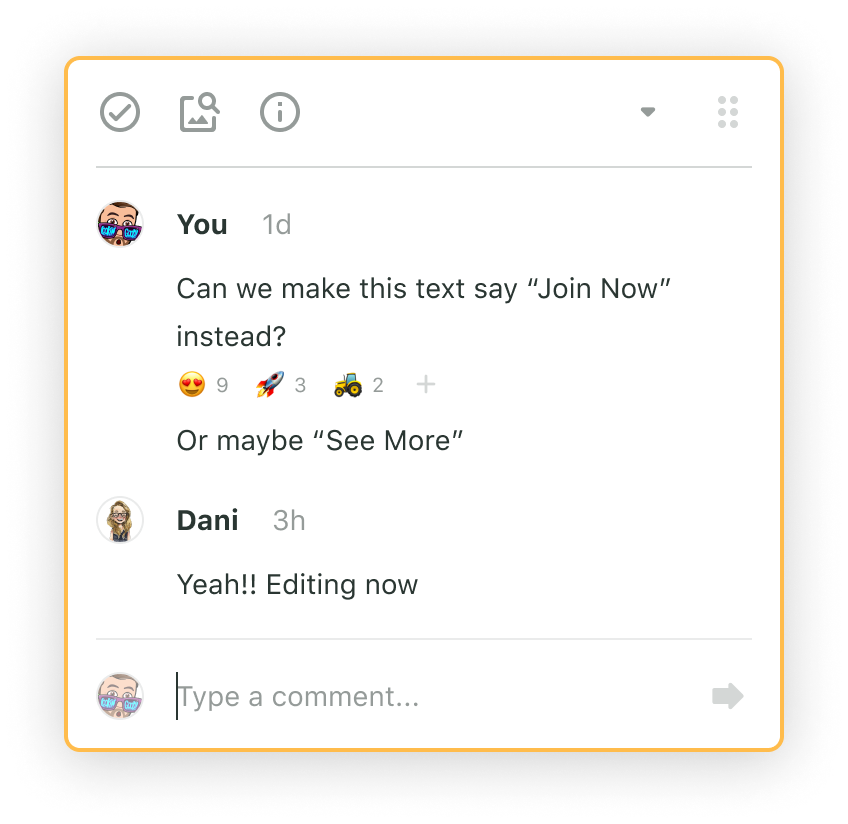 You 1d
Can we make this text say “Join Now”
instead?
😍 9 🚀 3 🚜 2 +
Or maybe “See More”
Dani 3h
Yeah!! Editing now
Type a comment...